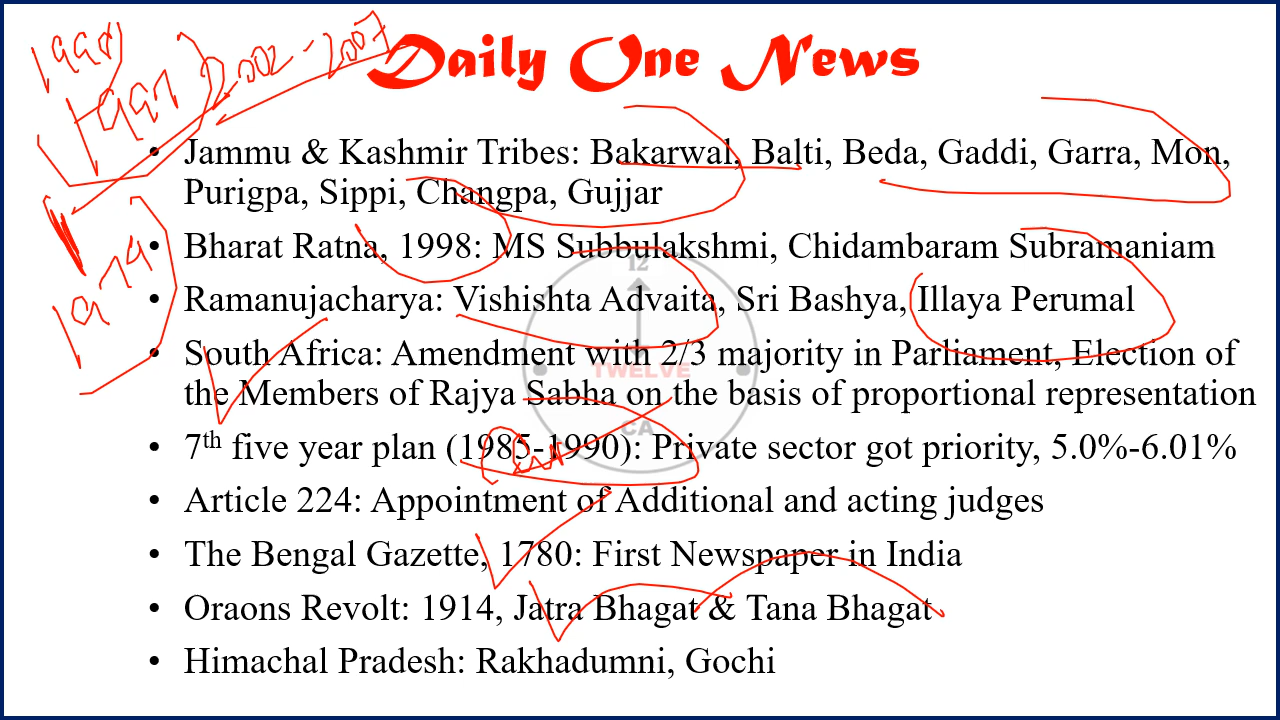 1998
1997 2002-2007
Daily One News
• Jammu & Kashmir Tribes: Bakarwal, Balti, Beda, Gaddi, Garra, Mon,
Purigpa, Sippi, Changpa, Gujjar
• Bharat Ratna, 1998: MS Subbulakshmi, Chidambaram Subramaniam
12
1979
• Ramanujacharya: Vishishta Advaita, Sri Bashya, Illaya Perumal
• South Africa: Amendment with 2/3 majority in Parliament, Election of
TWELVE
the Members of Rajya Sabha on the basis of proportional representation
CA
• 7th five year plan (1985-1990): Private sector got priority, 5.0%-6.01%
• Article 224: Appointment of Additional and acting judges
• The Bengal Gazette, 1780: First Newspaper in India
• Oraons Revolt: 1914, Jatra Bhagat & Tana Bhagat
• Himachal Pradesh: Rakhadumni, Gochi